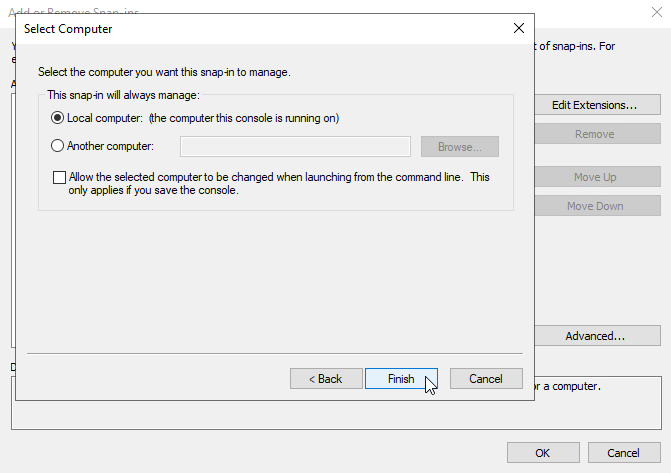 Add or Remove Snap-ins
Select Computer
t of snap-ins. For
Select the computer you want this snap-in to manage.
This snap-in will always manage:
Local computer: (the computer this console is running on)
Another computer:
Browse...
Allow the selected computer to be changed when launching from the command line. This
only applies if you save the console.
Edit Extensions...
Remove
Move Up
Move Down
Advanced...
< Back
Finish
Cancel
or a computer.
OK
Cancel